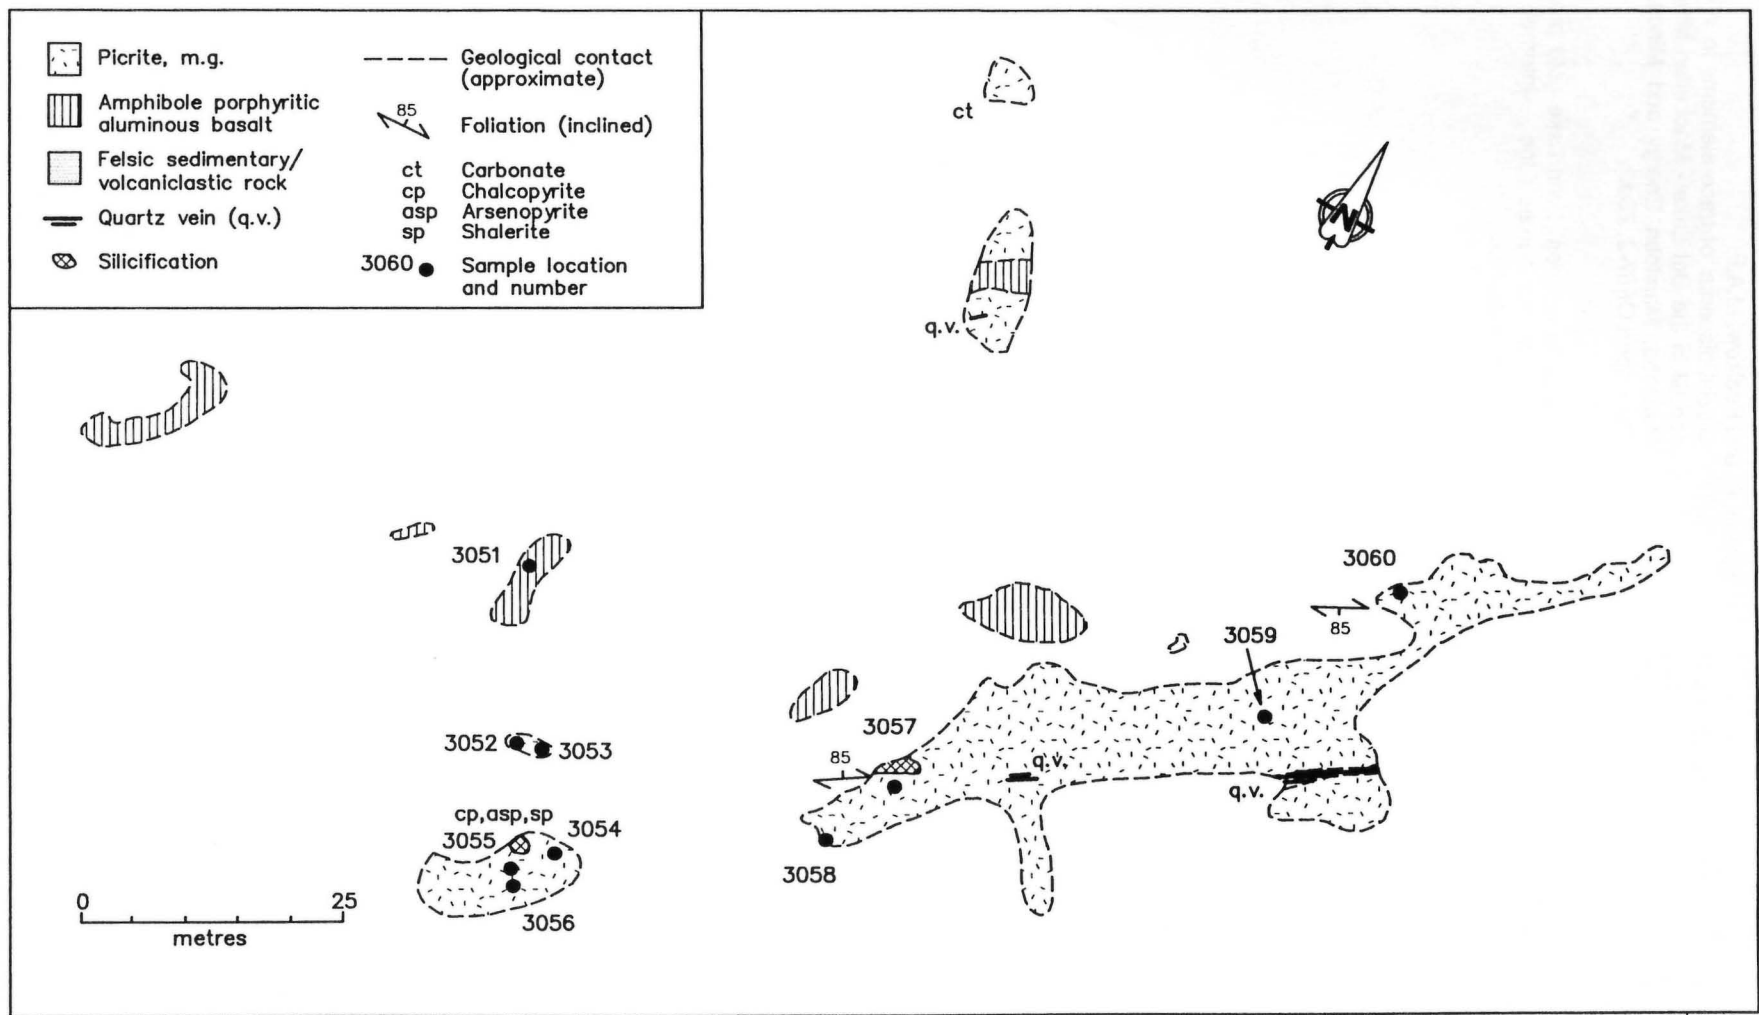 Picrite, m.g.
Amphibole porphyritic
aluminous basalt
Felsic sedimentary/
volcaniclastic rock
Quartz vein (q.v.)
Silicification
Geological contact
(approximate)
85
Foliation (inclined)
ct Carbonate
cp Chalcopyrite
asp Arsenopyrite
sp Shalerite
3060 Sample location
and number
ct
N
q.v.
3051
3060
85
3059
3052
3053
3057
85
q.v.
q.v.
cp,asp,sp
3054
3055
3058
3056
0 25
metres